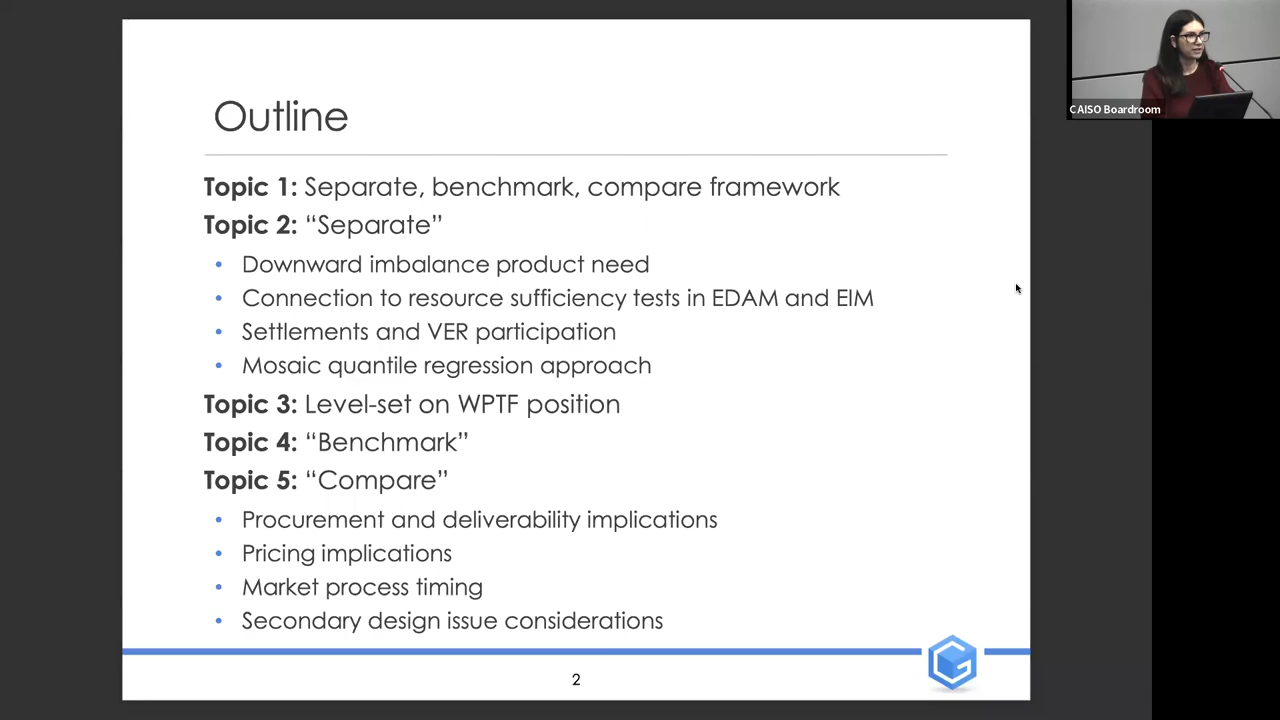 CAISO Boardroom
Outline
Topic 1: Separate, benchmark, compare framework
Topic 2: “Separate”
• Downward imbalance product need
• Connection to resource sufficiency tests in EDAM and EIM
• Settlements and VER participation
• Mosaic quantile regression approach
Topic 3: Level-set on WPTF position
Topic 4: “Benchmark”
Topic 5: “Compare”
• Procurement and deliverability implications
• Pricing implications
• Market process timing
• Secondary design issue considerations
2